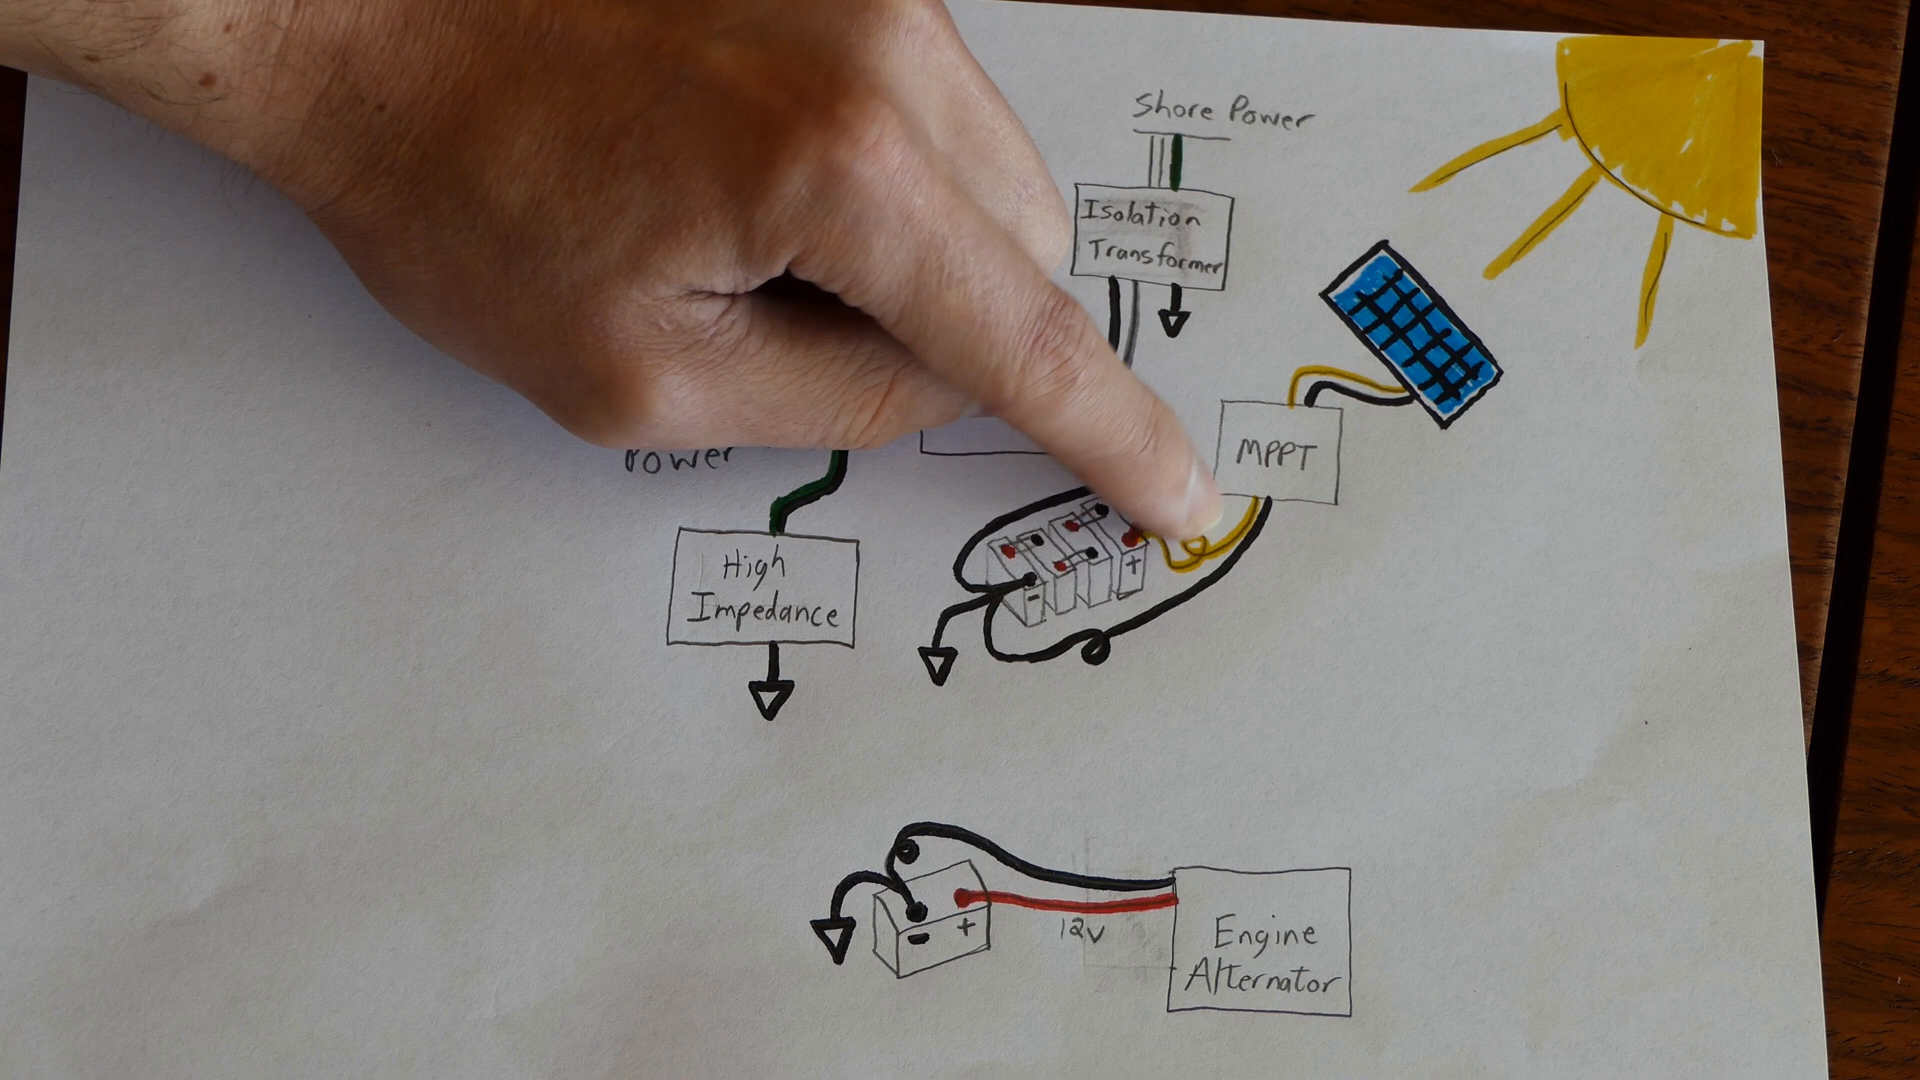 Shore Power
Isolation
Transformer
MPPT
Power
High
Impedance
+
-
12V
+
-
Engine
Alternator